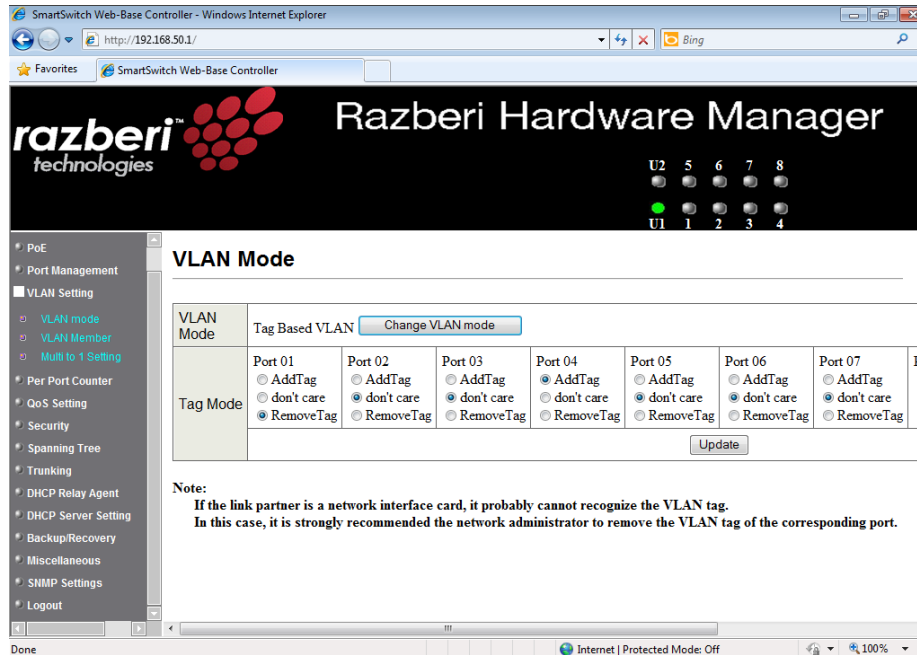 SmartSwitch Web-Base Controller - Windows Internet Explorer
http://192.168.50.1/
Bing
Favorites
SmartSwitch Web-Base Controller
razberi™
technologies
Razberi Hardware Manager
U2 5 6 7 8
U1 1 2 3 4
PoE
Port Management
VLAN Setting
VLAN mode
VLAN Member
Multi to 1 Setting
Per Port Counter
QoS Setting
Security
Spanning Tree
Trunking
DHCP Relay Agent
DHCP Server Setting
Backup/Recovery
Miscellaneous
SNMP Settings
Logout
VLAN Mode
VLAN Mode
Tag Based VLAN Change VLAN mode
Tag Mode
Port 01 Port 02 Port 03 Port 04 Port 05 Port 06 Port 07
AddTag AddTag AddTag AddTag AddTag AddTag AddTag
don't care don't care don't care don't care don't care don't care don't care
RemoveTag RemoveTag RemoveTag RemoveTag RemoveTag RemoveTag RemoveTag
Update
Note:
If the link partner is a network interface card, it probably cannot recognize the VLAN tag.
In this case, it is strongly recommended the network administrator to remove the VLAN tag of the corresponding port.
Done
Internet | Protected Mode: Off
100%